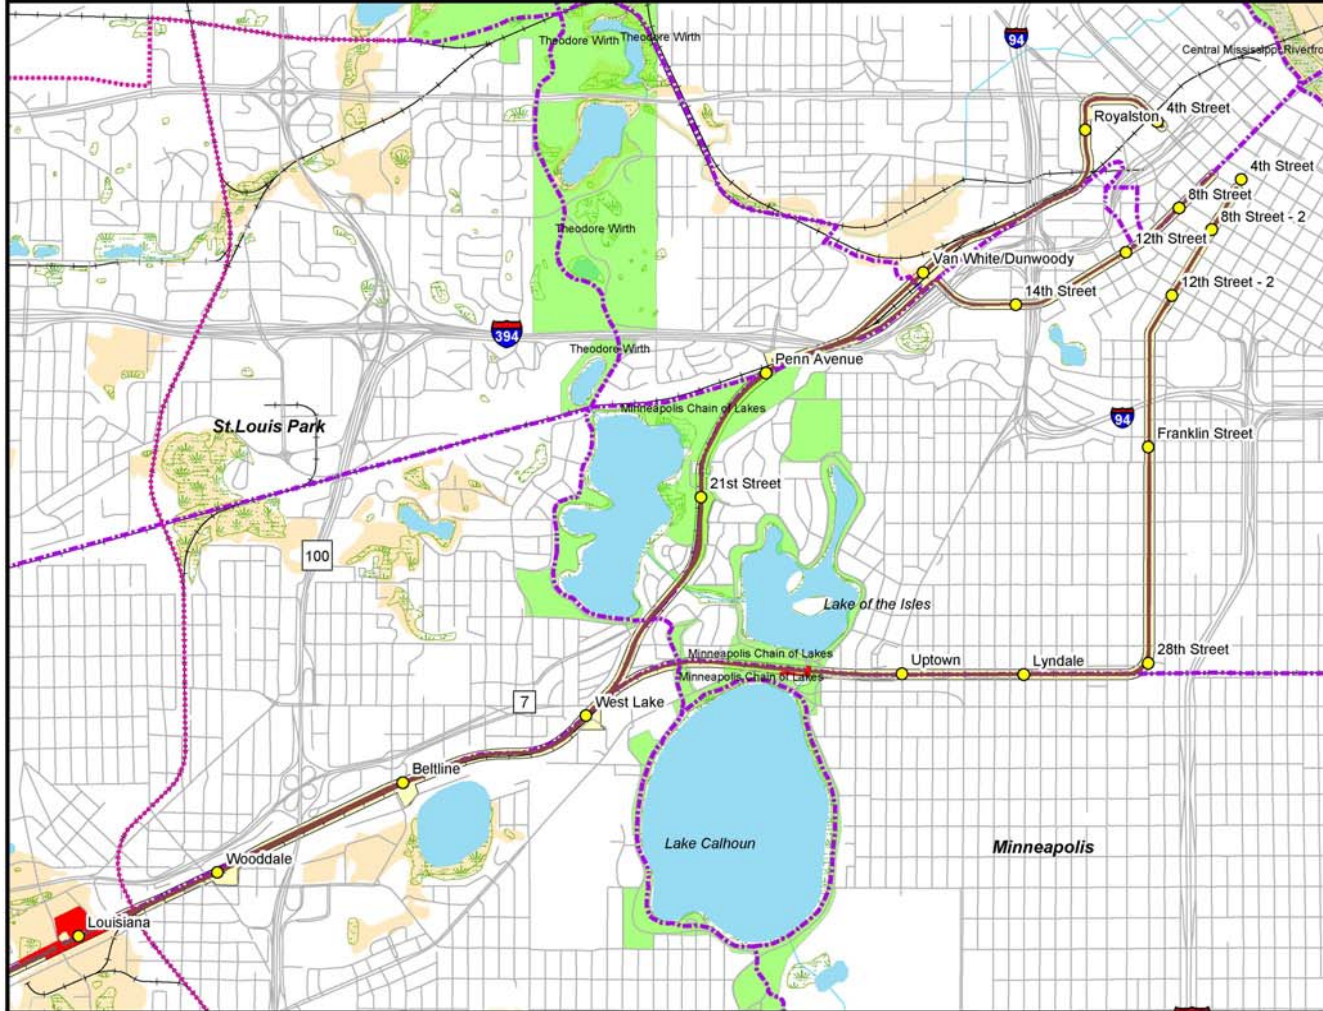 94
Theodore Wirth
Theodore Wirth
Central Mississippi Riverfro
4th Street
Royalston
4th Street
8th Street
8th Street - 2
Theodore Wirth
12th Street
Van White/Dunwoody
12th Street - 2
14th Street
394
Theodore Wirth
Penn Avenue
Minneapolis Chain of Lakes
94
St.Louis Park
Franklin Street
21st Street
100
Lake of the Isles
Minneapolis Chain of Lakes
Uptown
Lyndale
28th Street
Minneapolis Chain of Lakes
7
West Lake
Beltline
Lake Calhoun
Minneapolis
Wooddale
Louisiana